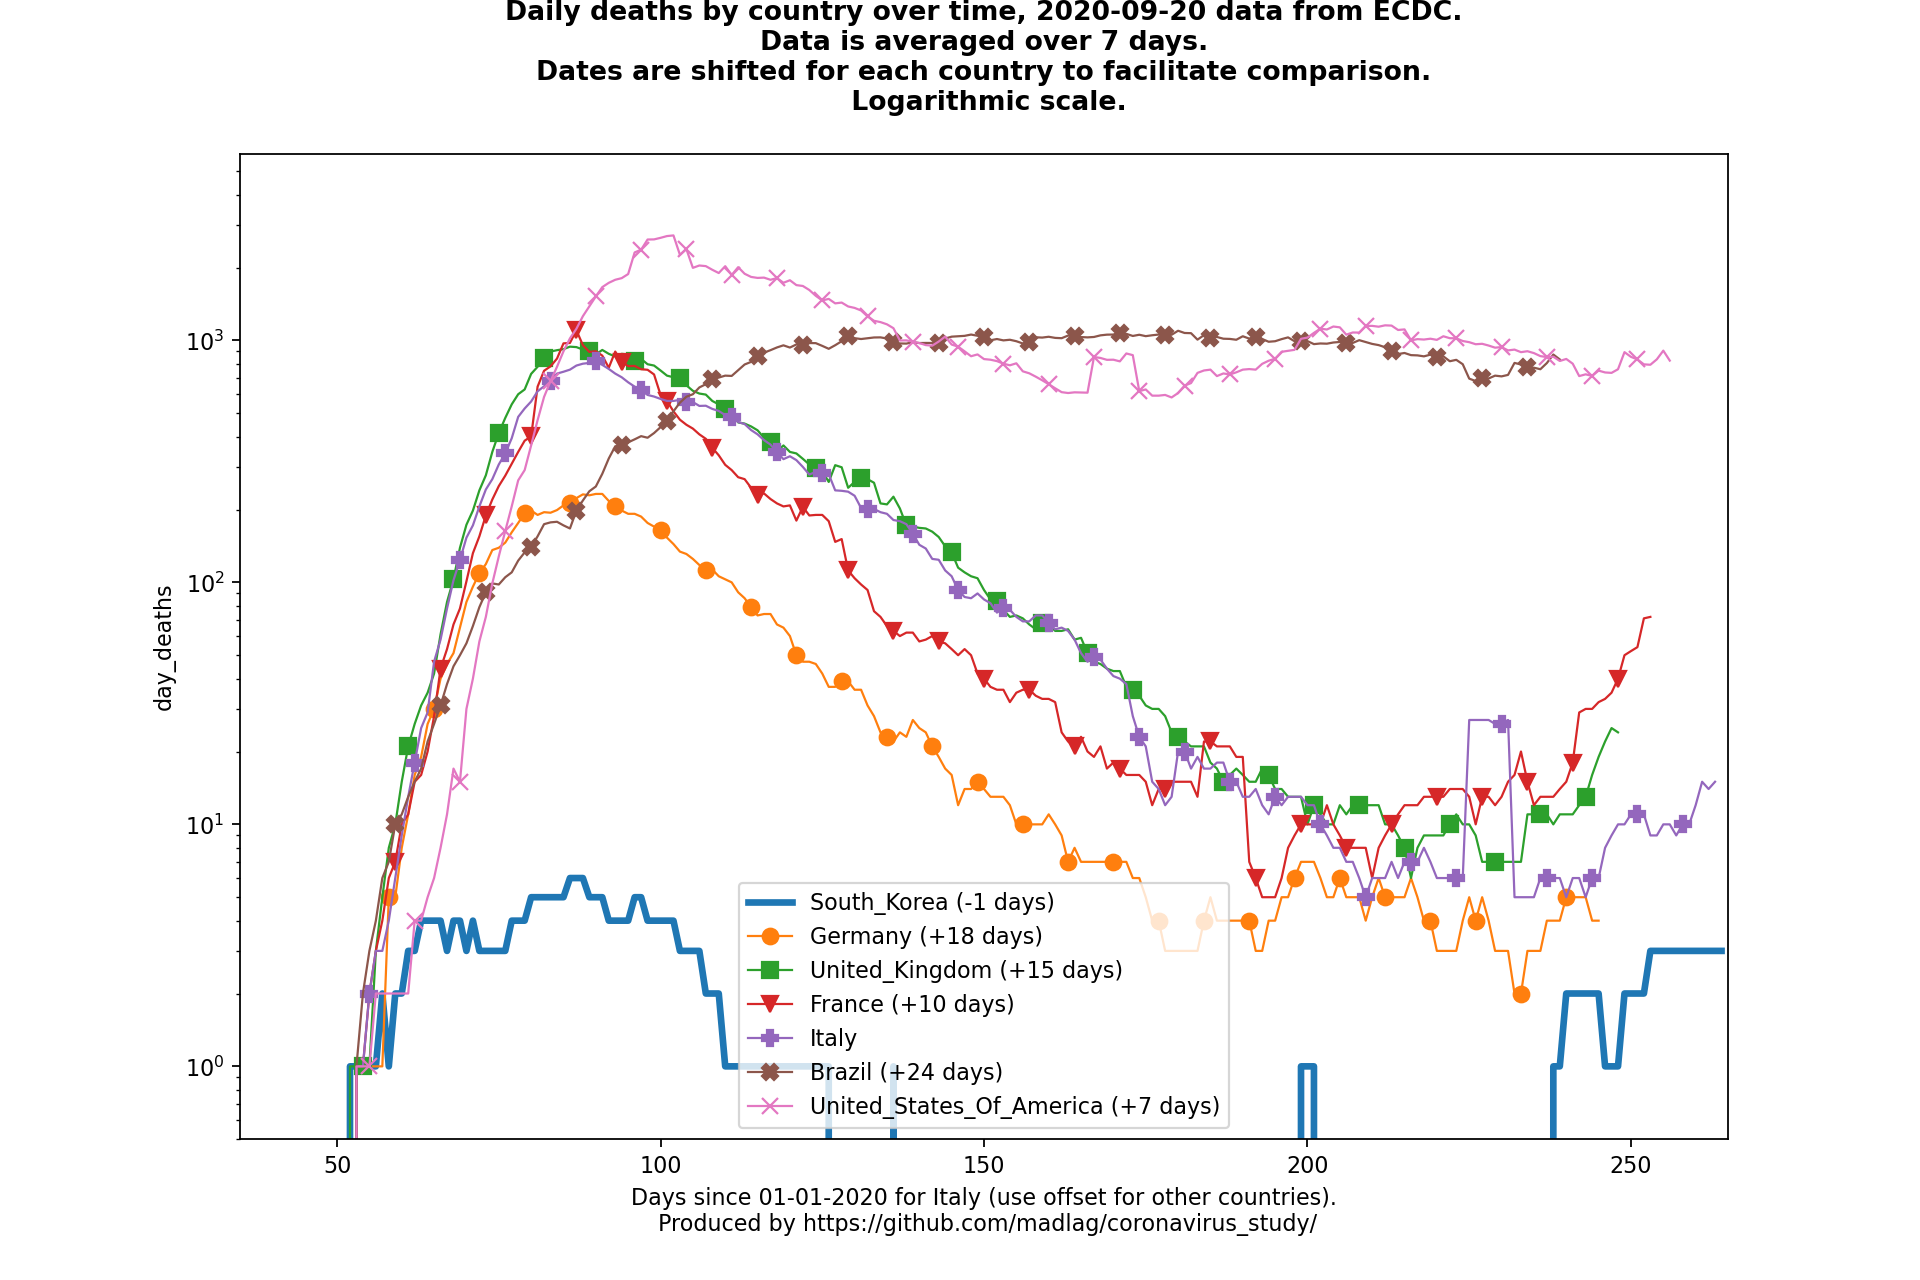 Daily deaths by country over time, 2020-09-20 data from ECDC.
Data is averaged over 7 days.
Dates are shifted for each country to facilitate comparison.
Logarithmic scale.
10³
10²
10¹
10⁰
day_deaths
South_Korea (-1 days)
Germany (+18 days)
United_Kingdom (+15 days)
France (+10 days)
Italy
Brazil (+24 days)
United_States_Of_America (+7 days)
50 100 150 200 250
Days since 01-01-2020 for Italy (use offset for other countries).
Produced by https://github.com/madlag/coronavirus_study/